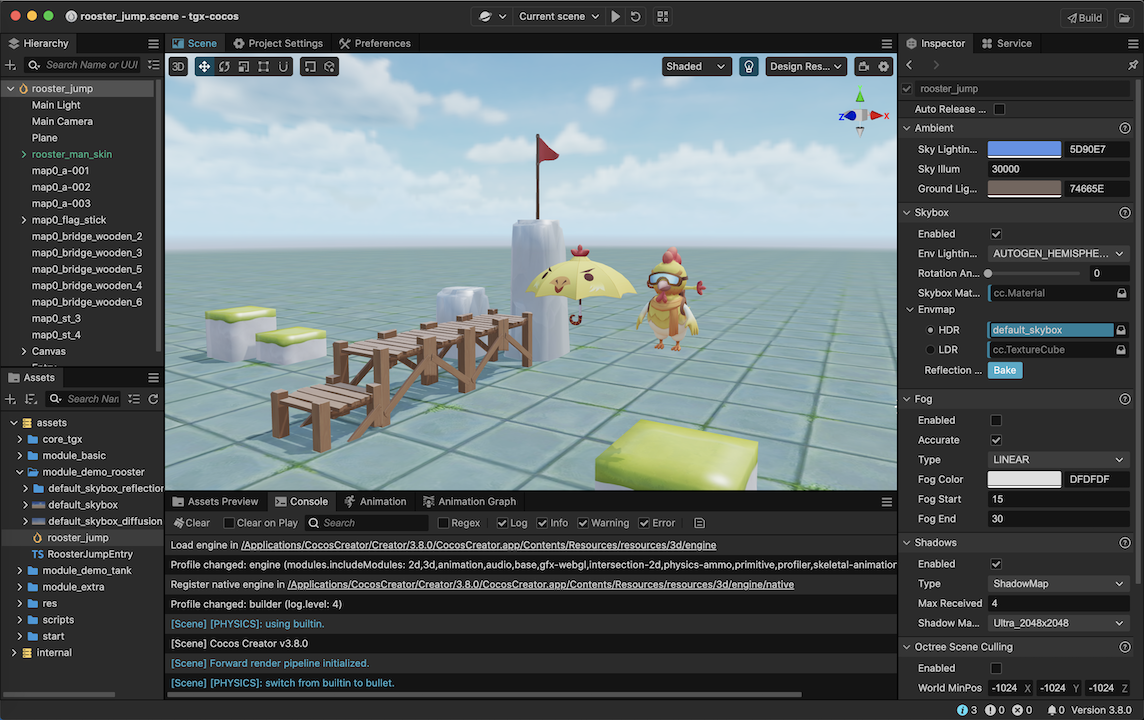 rooster_jump.scene - tgx-cocos
Current scene
Build
Hierarchy
Search Name or UUI
rooster_jump
Main Light
Main Camera
Plane
rooster_man_skin
map0_a-001
map0_a-002
map0_a-003
map0_flag_stick
map0_bridge_wooden_2
map0_bridge_wooden_3
map0_bridge_wooden_5
map0_bridge_wooden_4
map0_bridge_wooden_6
map0_st_3
map0_st_4
Canvas
Assets
Search Nan
assets
core_tgx
module_basic
module_demo_rooster
default_skybox_reflection
default_skybox
default_skybox_diffusion
rooster_jump
TS RoosterJumpEntry
module_demo_tank
module_extra
res
scripts
start
internal
Scene
Project Settings
Preferences
3D
Shaded
Design Res...
Z
X
Assets Preview
Console
Animation
Animation Graph
Clear
Clear on Play
Search
Regex
Log
Info
Warning
Error
Load engine in /Applications/CocosCreator/Creator/3.8.0/CocosCreator.app/Contents/Resources/resources/3d/engine
Profile changed: engine (modules.includeModules: 2d,3d,animation,audio,base,gfx-webgl,intersection-2d,physics-ammo,primitive,profiler,skeletal-animation
Register native engine in /Applications/CocosCreator/Creator/3.8.0/CocosCreator.app/Contents/Resources/resources/3d/engine/native
Profile changed: builder (log.level: 4)
[Scene] [PHYSICS]: using builtin.
[Scene] Cocos Creator v3.8.0
[Scene] Forward render pipeline initialized.
[Scene] [PHYSICS]: switch from builtin to bullet.
Inspector
Service
rooster_jump
Auto Release ...
Ambient
Sky Lightin... 5D90E7
Sky Illum 30000
Ground Lig... 74665E
Skybox
Enabled
Env Lightin... AUTOGEN_HEMISPHE...
Rotation An... 0
Skybox Mat... cc.Material
Envmap
HDR default_skybox
LDR cc.TextureCube
Reflection ... Bake
Fog
Enabled
Accurate
Type LINEAR
Fog Color DFDFDF
Fog Start 15
Fog End 30
Shadows
Enabled
Type ShadowMap
Max Received 4
Shadow Ma... Ultra_2048x2048
Octree Scene Culling
Enabled
World MinPos -1024 X -1024 Y -1024 Z
3 0 0 0 Version 3.8.0